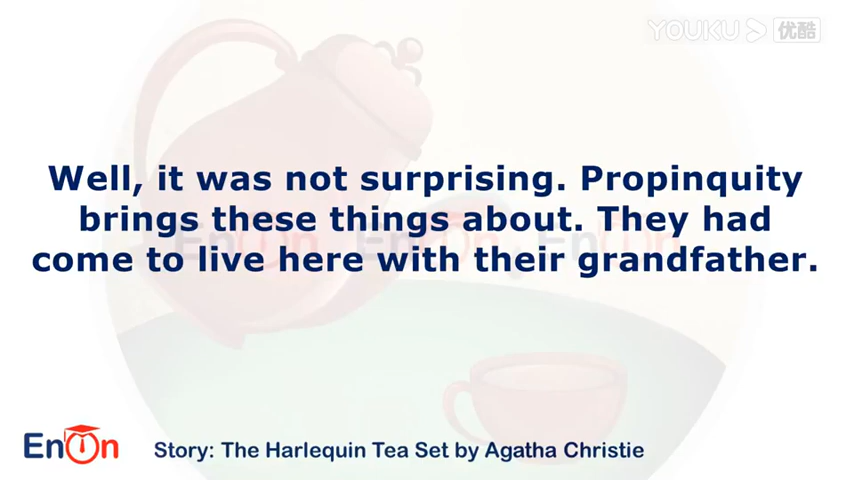 YOUKU 优酷
Well, it was not surprising. Propinquity
brings these things about. They had
come to live here with their grandfather.
EnOn
Story: The Harlequin Tea Set by Agatha Christie